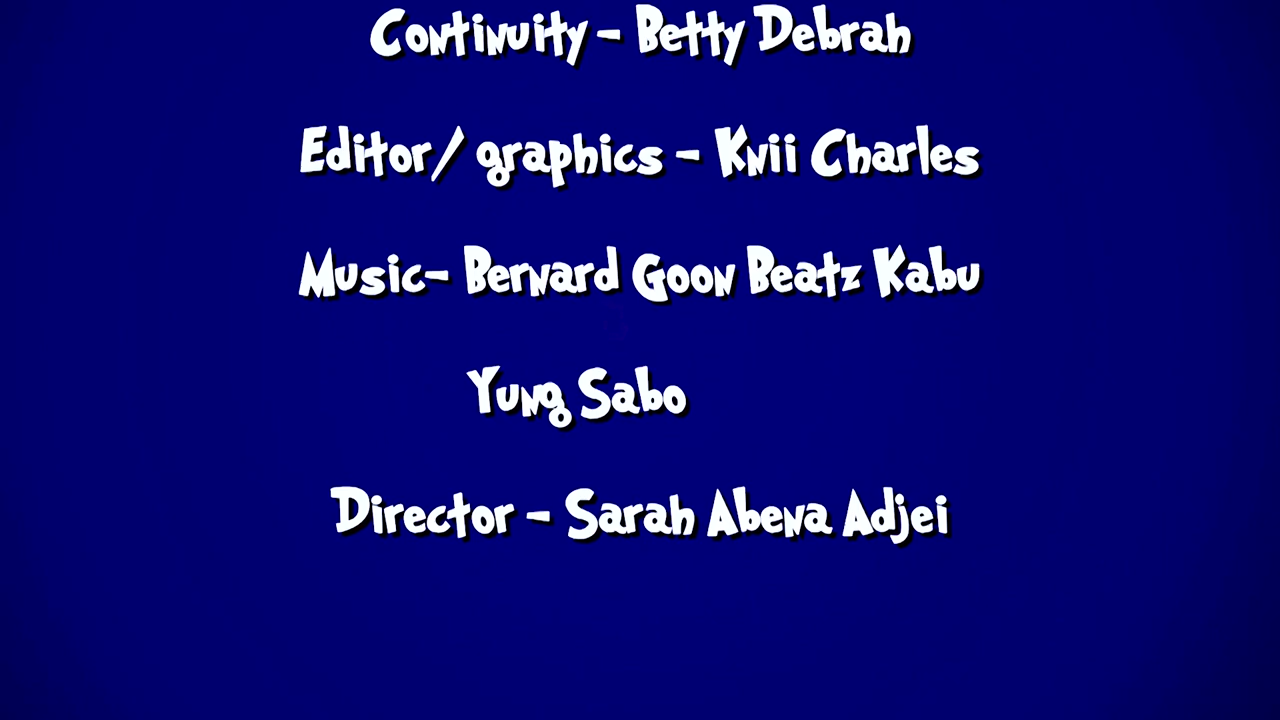 Continuity - Betty Debrah
Editor/ graphics - Knii Charles
Music- Bernard Goon Beatz Kabu
Yung Sabo
Director - Sarah Abena Adjei